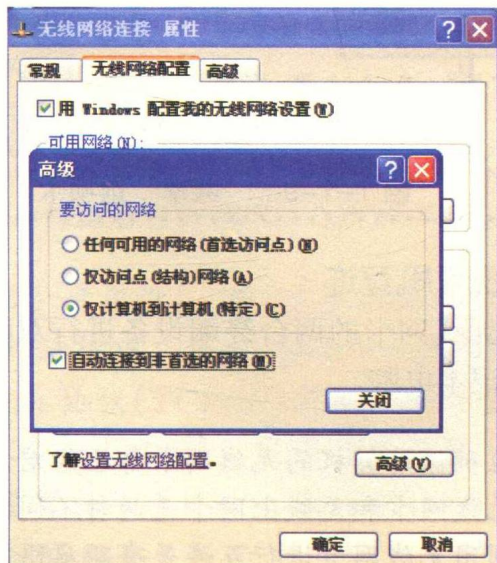 无线网络连接 属性
常规 无线网络配置 高级
用 Windows 配置我的无线网络设置(W)
可用网络(N):
高级
要访问的网络
任何可用的网络(首选访问点)(N)
仅访问点(结构)网络(A)
仅计算机到计算机(特定)(C)
自动连接到非首选的网络(N)
关闭
了解设置无线网络配置。
高级(V)
确定 取消